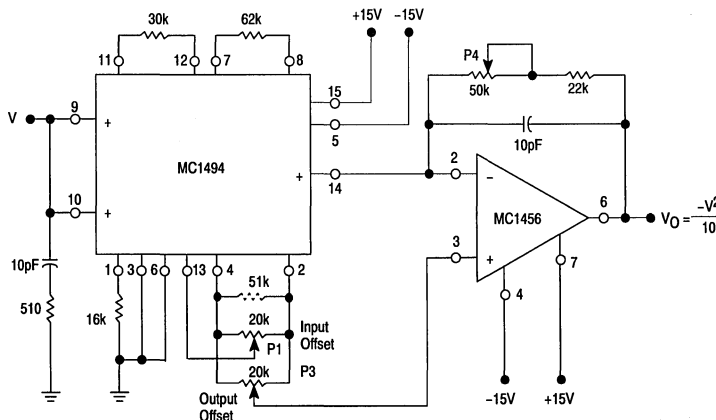 30k
62k
+15V
−15V
11
12
7
8
P4
50k
22k
10pF
15
5
14
9
V
+
10
+
MC1494
+
2
−
MC1456
6
VO = −V2
10
3
+
7
4
10pF
510
1
3
6
13
4
2
16k
51k
20k
P1
Input
Offset
20k
P3
Output
Offset
−15V
+15V